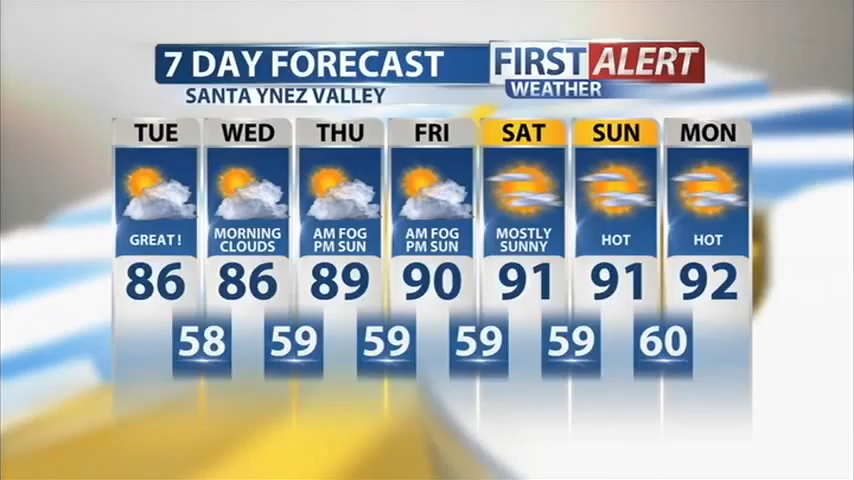 7 DAY FORECAST
FIRST ALERT
WEATHER
SANTA YNEZ VALLEY
TUE WED THU FRI SAT SUN MON
GREAT! MORNING CLOUDS AM FOG PM SUN AM FOG PM SUN MOSTLY SUNNY HOT HOT
86 86 89 90 91 91 92
58 59 59 59 59 60